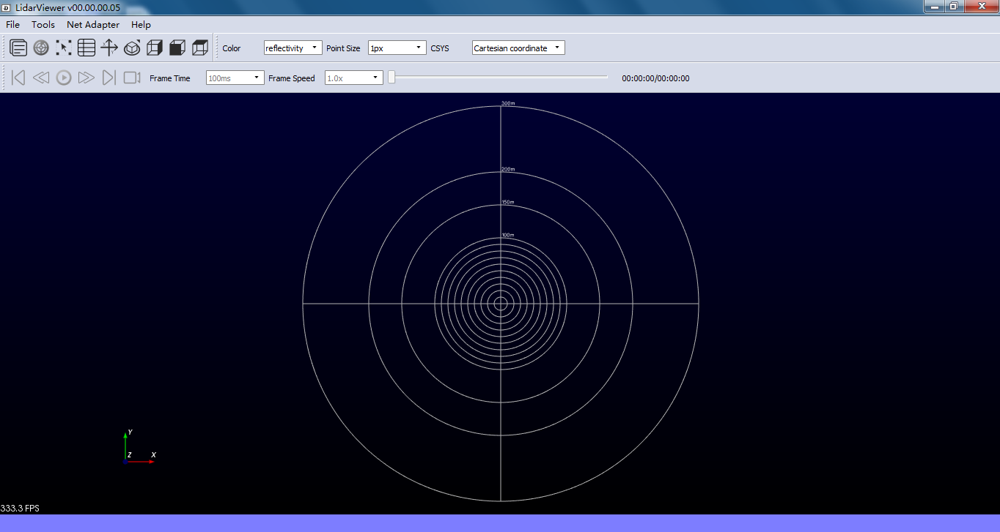 LidarViewer v00.00.00.05
File Tools Net Adapter Help
Color reflectivity Point Size 1px CSYS Cartesian coordinate
Frame Time 100ms Frame Speed 1.0x 00:00:00/00:00:00
300m
200m
150m
100m
Y
Z X
333.3 FPS